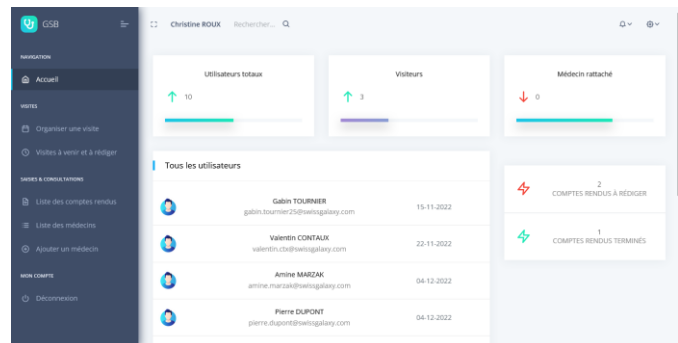 GSB
Christine ROUX
Rechercher...
NAVIGATION
Accueil
VISITES
Organiser une visite
Visites à venir et à rédiger
SAISIES & CONSULTATIONS
Liste des comptes rendus
Liste des médecins
Ajouter un médecin
MON COMPTE
Déconnexion
Utilisateurs totaux
10
Visiteurs
3
Médecin rattaché
0
Tous les utilisateurs
Gabin TOURNIER
gabin.tournier25@swissgalaxy.com
15-11-2022
Valentin CONTAUX
valentin.ctx@swissgalaxy.com
22-11-2022
Amine MARZAK
amine.marzak@swissgalaxy.com
04-12-2022
Pierre DUPONT
pierre.dupont@swissgalaxy.com
04-12-2022
2
COMPTES RENDUS À RÉDIGER
1
COMPTES RENDUS TERMINÉS